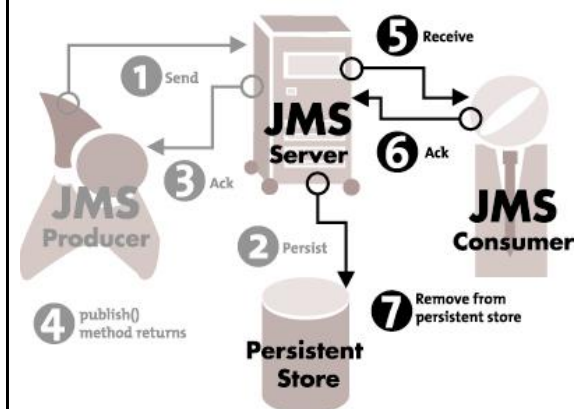 5 Receive
1 Send
JMS
Server
6 Ack
3 Ack
JMS
Producer
JMS
Consumer
2 Persist
4 publish()
method returns
7 Remove from
persistent store
Persistent
Store